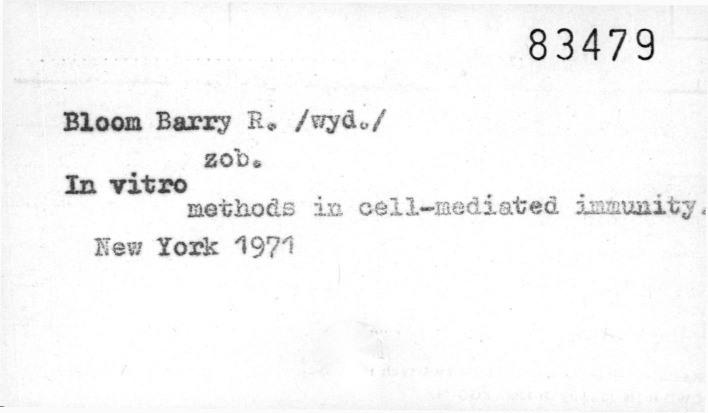 83479
Bloom Barry R. /wyd./
zob.
In vitro
methods in cell-mediated immunity.
New York 1971